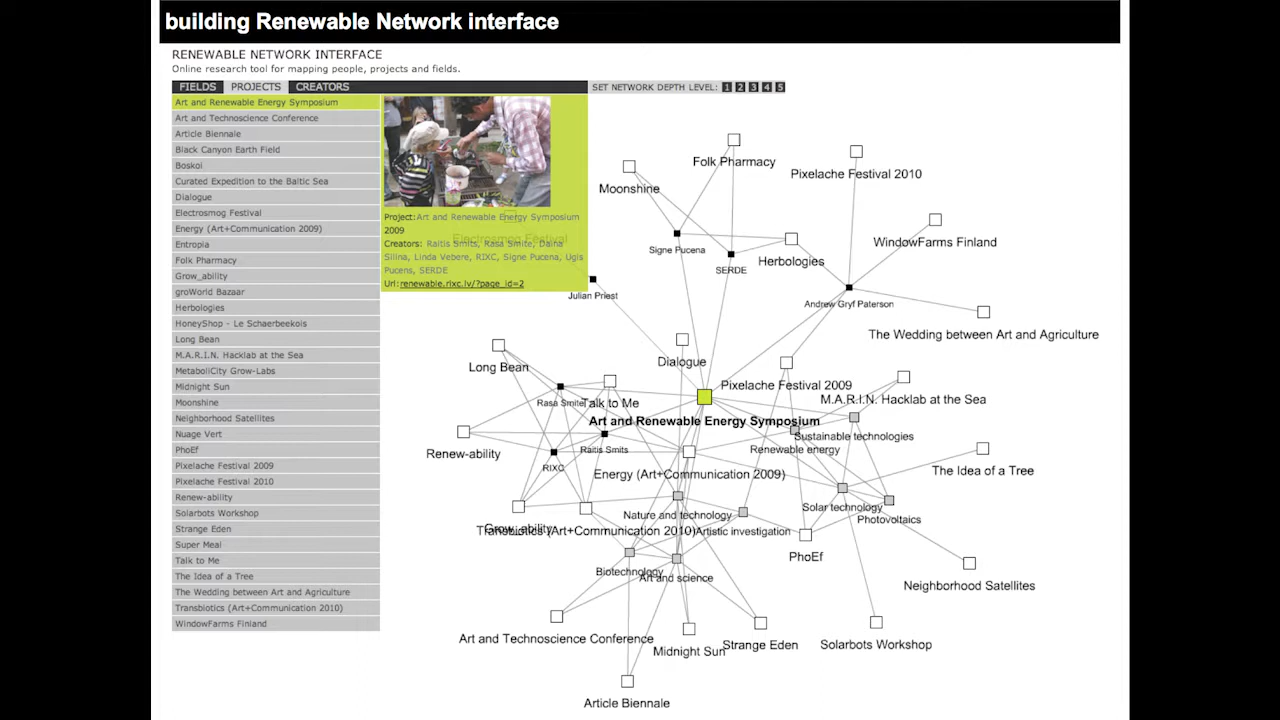 building Renewable Network interface
RENEWABLE NETWORK INTERFACE
Online research tool for mapping people, projects and fields.
FIELDS PROJECTS CREATORS
SET NETWORK DEPTH LEVEL: 1 2 3 4 5
Art and Renewable Energy Symposium
Art and Technoscience Conference
Article Biennale
Black Canyon Earth Field
Boskoi
Curated Expedition to the Baltic Sea
Dialogue
Electrosmog Festival
Energy (Art+Communication 2009)
Entropia
Folk Pharmacy
Grow_ability
groWorld Bazaar
Herbologies
HoneyShop - Le Schaerbeekois
Long Bean
M.A.R.I.N. Hacklab at the Sea
MetaboliCity Grow-Labs
Midnight Sun
Moonshine
Neighborhood Satellites
Nuage Vert
PhoEf
Pixelache Festival 2009
Pixelache Festival 2010
Renew-ability
Solarbots Workshop
Strange Eden
Super Meal
Talk to Me
The Idea of a Tree
The Wedding between Art and Agriculture
Transbiotics (Art+Communication 2010)
WindowFarms Finland
Project:Art and Renewable Energy Symposium
2009
Electrosmog Festival
Creators: Raitis Smits, Rasa Smite, Daina
Silina, Linda Vebere, RIXC, Signe Pucena, Ugis
Pucens, SERDE
Url:renewable.rixc.lv/?page_id=2
Folk Pharmacy
Pixelache Festival 2010
Moonshine
WindowFarms Finland
Signe Pucena
Herbologies
SERDE
Julian Priest
Andrew Gryf Paterson
The Wedding between Art and Agriculture
Dialogue
Long Bean
Pixelache Festival 2009
M.A.R.I.N. Hacklab at the Sea
Rasa Smite
Talk to Me
Art and Renewable Energy Symposium
Sustainable technologies
Raitis Smits
Renewable energy
Renew-ability
RIXC
The Idea of a Tree
Energy (Art+Communication 2009)
Solar technology
Nature and technology
Photovoltaics
Grow_ability
Transbiotics (Art+Communication 2010)
Artistic investigation
PhoEf
Biotechnology
Art and science
Neighborhood Satellites
Art and Technoscience Conference
Midnight Sun
Strange Eden
Solarbots Workshop
Article Biennale